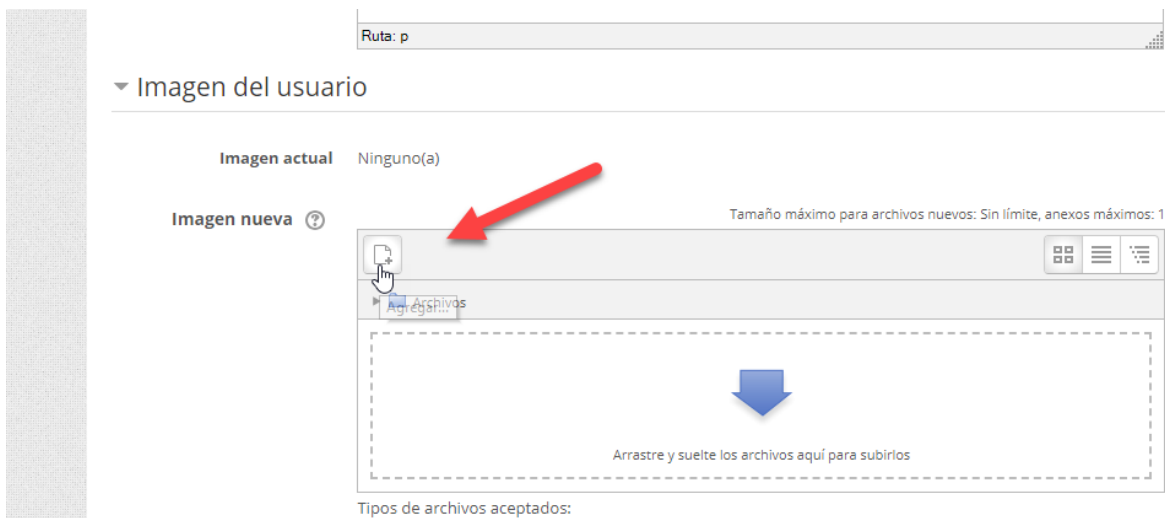 Ruta: p
Imagen del usuario
Imagen actual Ninguno(a)
Imagen nueva ?
Tamaño máximo para archivos nuevos: Sin límite, anexos máximos: 1
Archivos
Agregar...
Arrastre y suelte los archivos aquí para subirlos
Tipos de archivos aceptados: